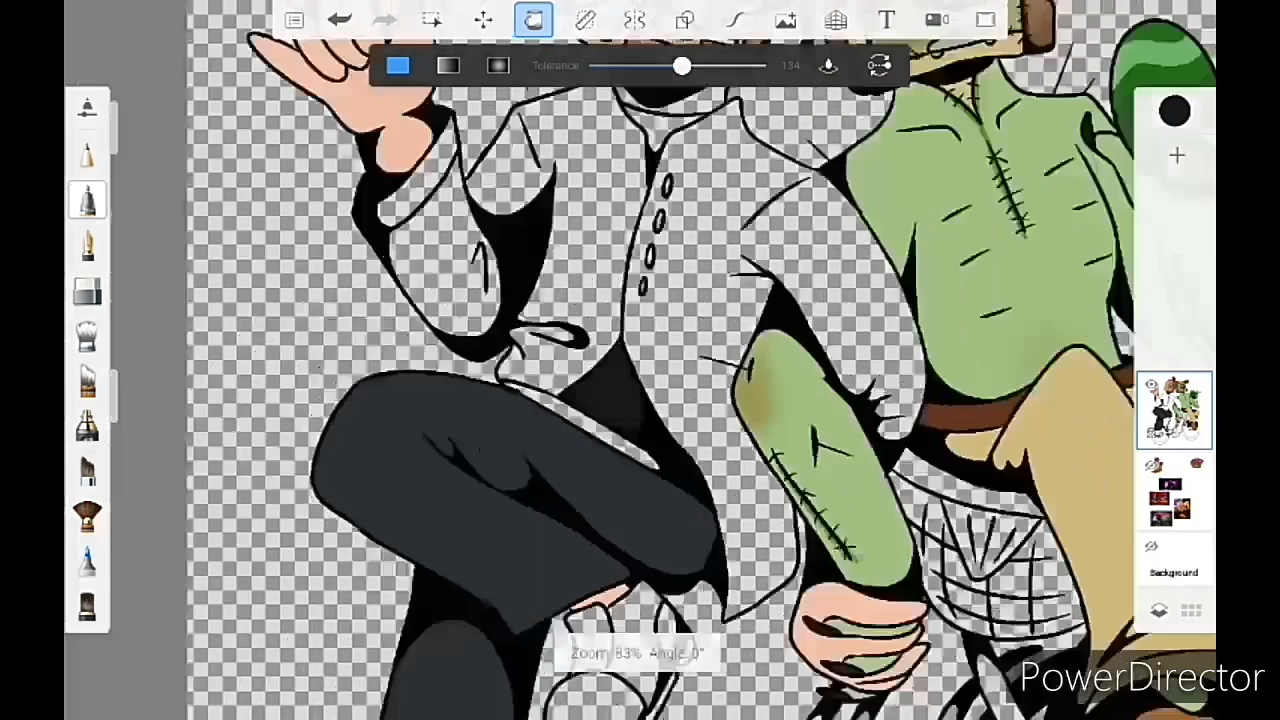 T
Tolerance 134
Background
Zoom 83% Angle 0°
PowerDirector